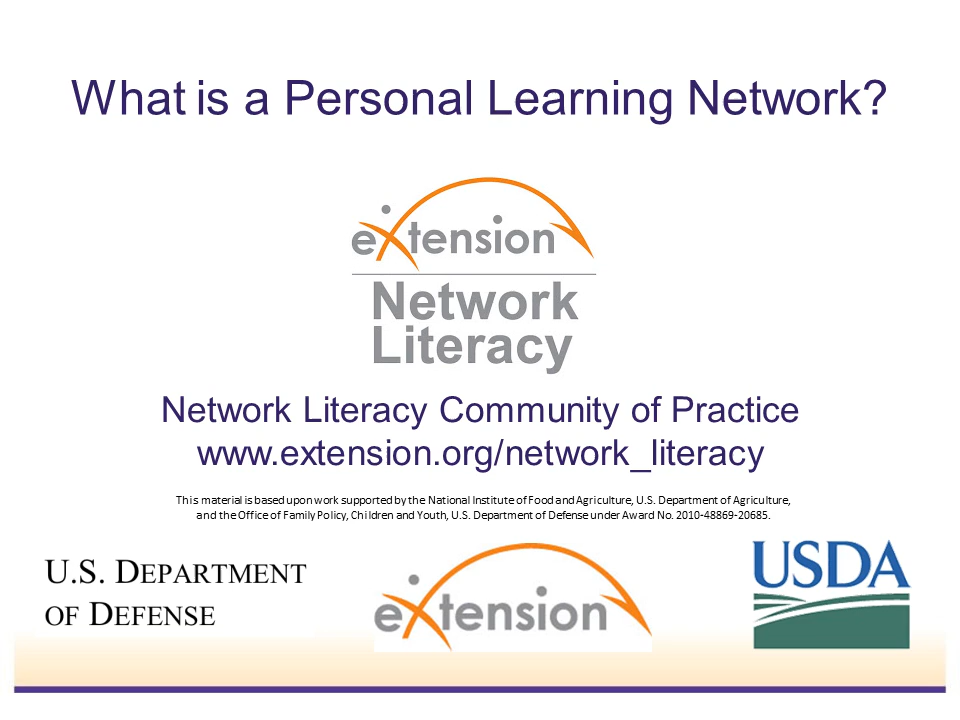 What is a Personal Learning Network?
eXtension
Network
Literacy
Network Literacy Community of Practice
www.extension.org/network_literacy
This material is based upon work supported by the National Institute of Food and Agriculture, U.S. Department of Agriculture,
and the Office of Family Policy, Children and Youth, U.S. Department of Defense under Award No. 2010-48869-20685.
U.S. DEPARTMENT
OF DEFENSE
eXtension
USDA